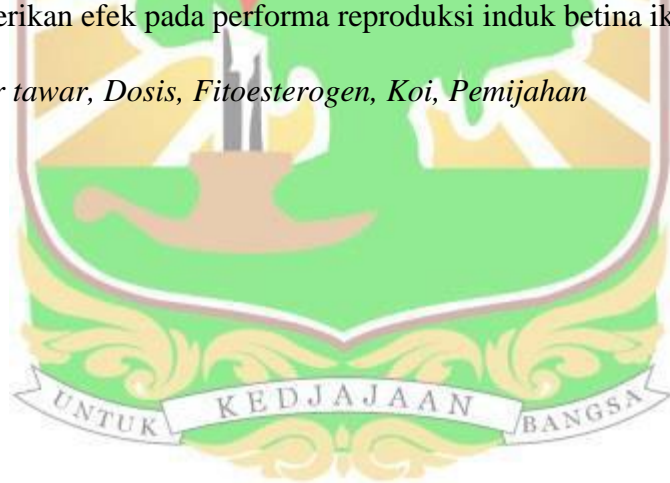 erikan efek pada performa reproduksi induk betina ik
r tawar, Dosis, Fitoesterogen, Koi, Pemijahan
UNTUK KEDJAJAAN BANGSA